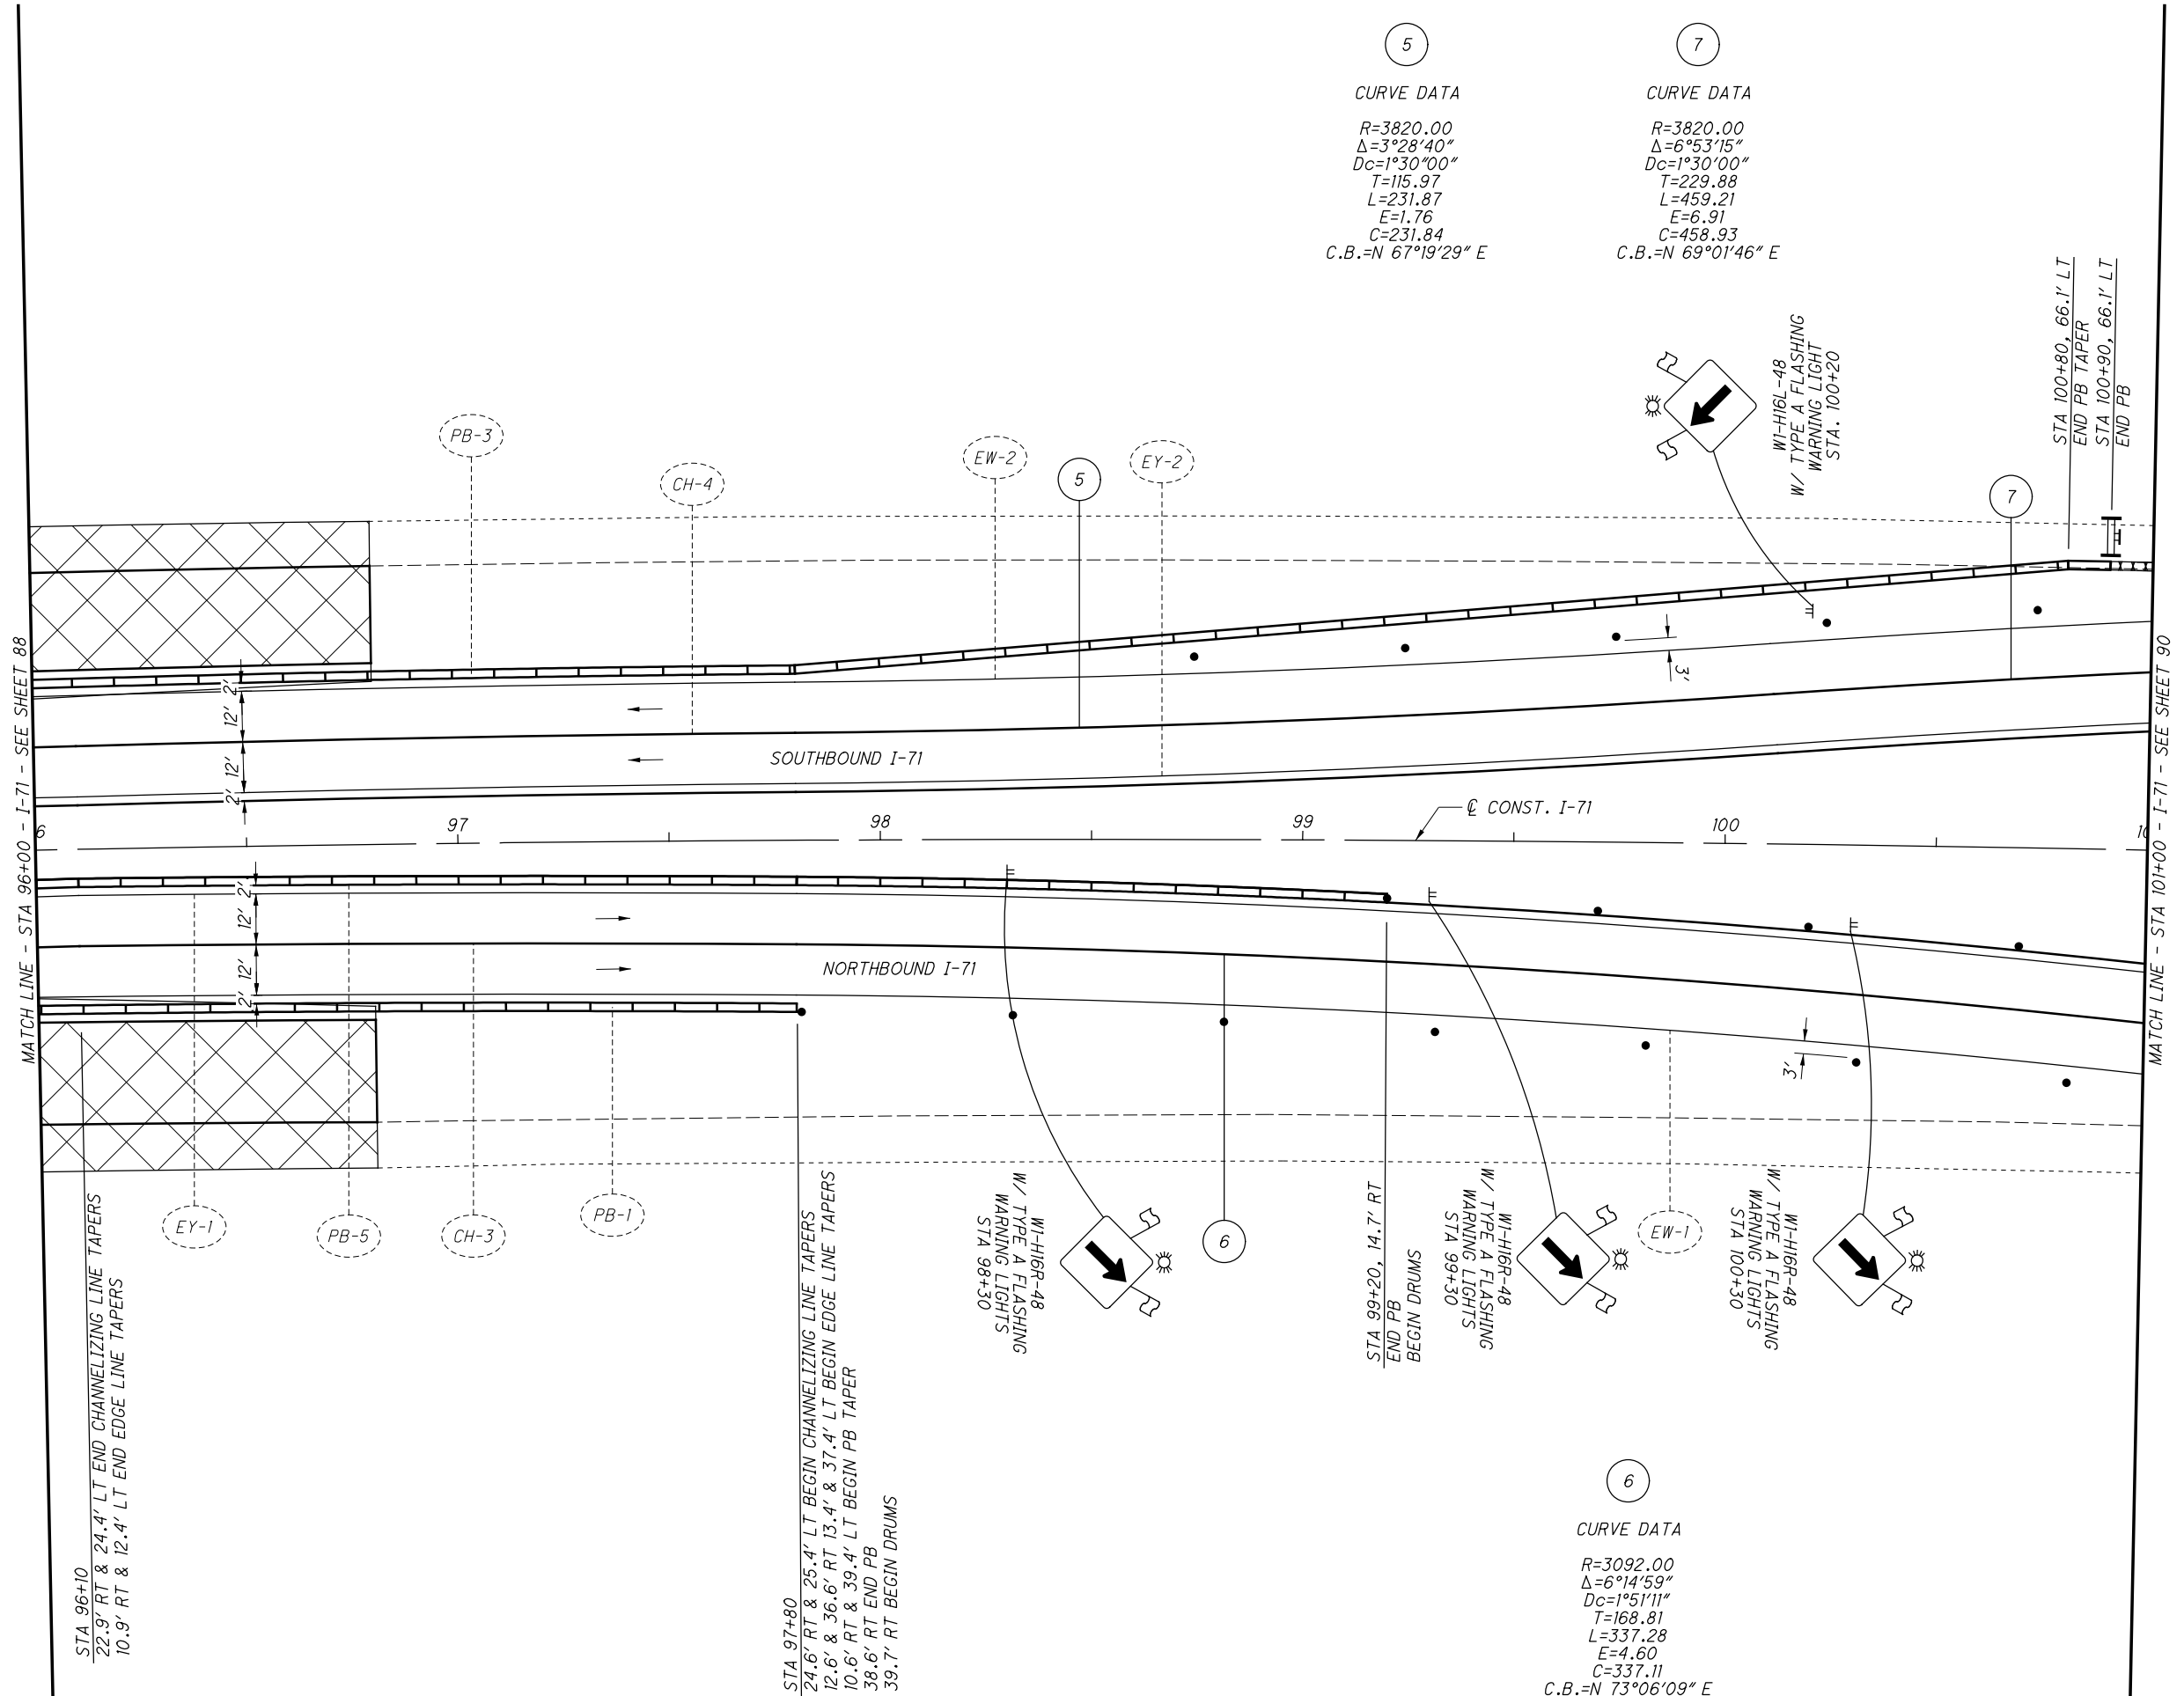 5
CURVE DATA
R=3820.00
Δ=3°28'40"
Dc=1°30"00"
T=115.97
L=231.87
E=1.76
C=231.84
C.B.=N 67°19'29" E
7
CURVE DATA
R=3820.00
Δ=6°53'15"
Dc=1°30'00"
T=229.88
L=459.21
E=6.91
C=458.93
C.B.=N 69°01'46" E
W1-H16L-48
W/ TYPE A FLASHING
WARNING LIGHT
STA. 100+20
STA 100+80, 66.1' LT
END PB TAPER
STA 100+90, 66.1' LT
END PB
PB-3
CH-4
EW-2
5
EY-2
7
MATCH LINE - STA 96+00 - I-71 - SEE SHEET 88
2'
12'
12'
2'
3'
SOUTHBOUND I-71
℄ CONST. I-71
6
97
98
99
100
10
2'
12'
12'
2'
NORTHBOUND I-71
3'
MATCH LINE - STA 101+00 - I-71 - SEE SHEET 90
EY-1
PB-5
CH-3
PB-1
6
EW-1
STA 96+10
22.9' RT & 24.4' LT END CHANNELIZING LINE TAPERS
10.9' RT & 12.4' LT END EDGE LINE TAPERS
STA 97+80
24.6' RT & 25.4' LT BEGIN CHANNELIZING LINE TAPERS
12.6' & 36.6' RT 13.4' & 37.4' LT BEGIN EDGE LINE TAPERS
10.6' RT & 39.4' LT BEGIN PB TAPER
38.6' RT END PB
39.7' RT BEGIN DRUMS
W1-H16R-48
W/ TYPE A FLASHING
WARNING LIGHTS
STA 98+30
STA 99+20, 14.7' RT
END PB
BEGIN DRUMS
W1-H16R-48
W/ TYPE A FLASHING
WARNING LIGHTS
STA 99+30
W1-H16R-48
W/ TYPE A FLASHING
WARNING LIGHTS
STA 100+30
6
CURVE DATA
R=3092.00
Δ=6°14'59"
Dc=1°51'11"
T=168.81
L=337.28
E=4.60
C=337.11
C.B.=N 73°06'09" E